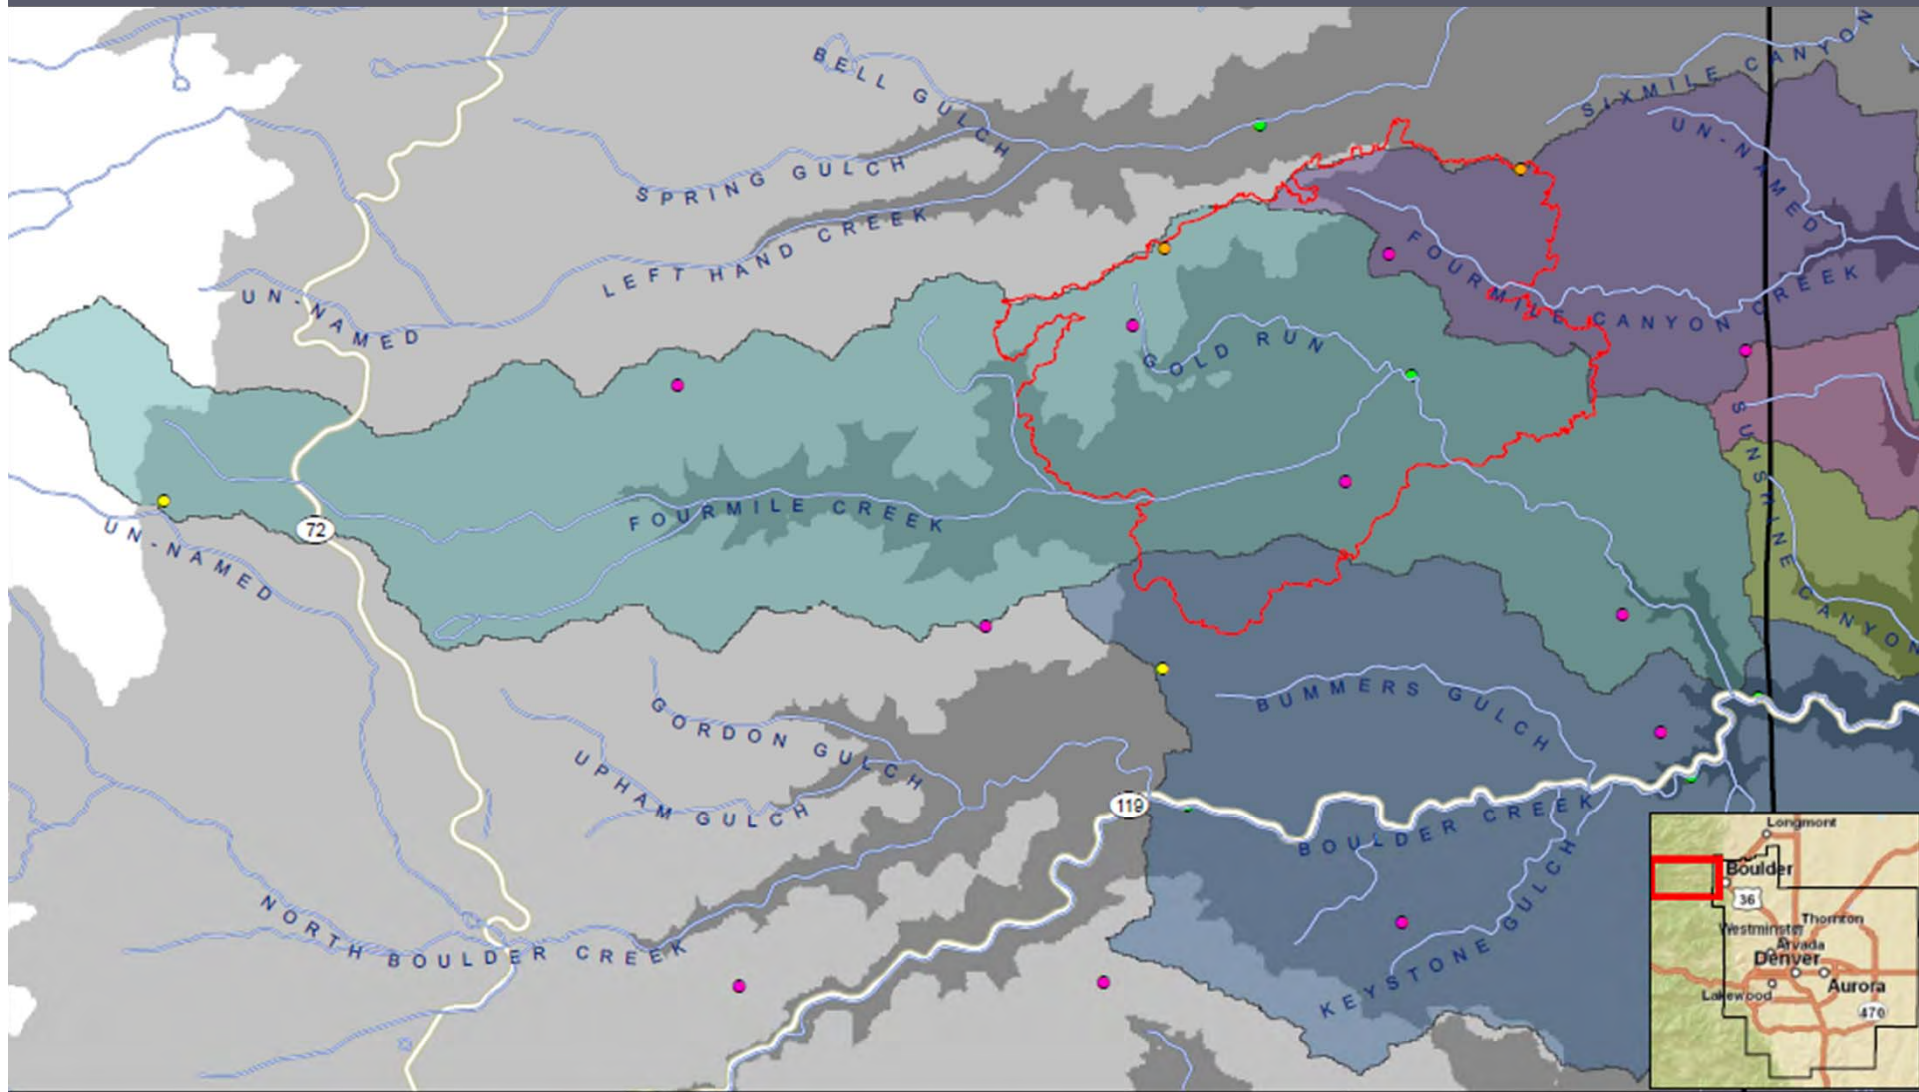 BELL GULCH
SIXMILE CANYON
UN-NAMED
SPRING GULCH
LEFT HAND CREEK
UN-NAMED
FOURMILE CANYON CREEK
GOLD RUN
SUNSHINE CANYON
FOURMILE CREEK
72
UN-NAMED
BUMMERS GULCH
GORDON GULCH
UPHAM GULCH
119
BOULDER CREEK
KEYSTONE GULCH
NORTH BOULDER CREEK
Longmont
Boulder
36
Thornton
Westminster
Arvada
Denver
Aurora
Lakewood
470